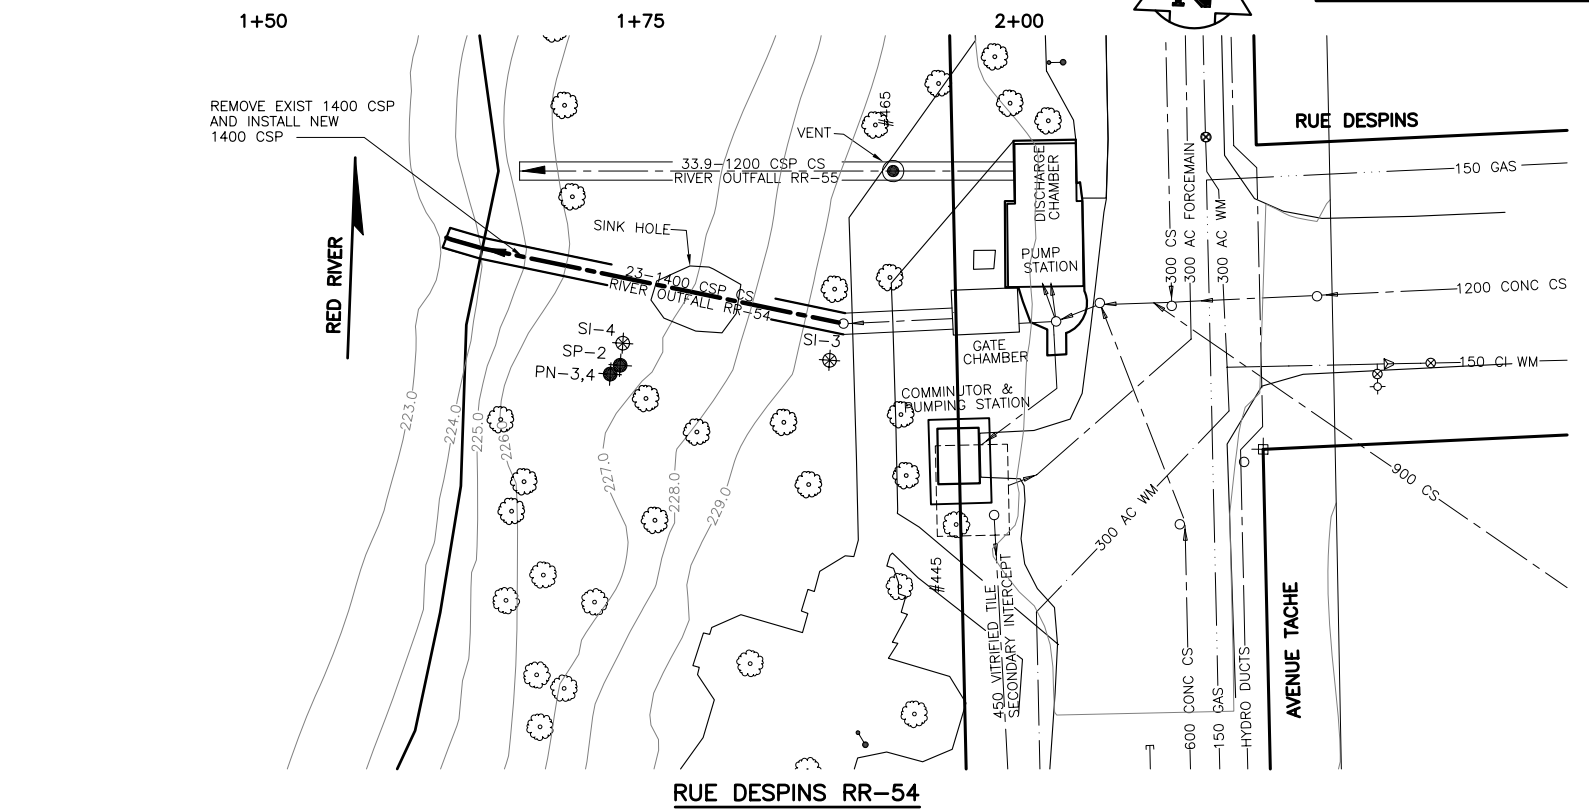 1+50
1+75
2+00
N
REMOVE EXIST 1400 CSP
AND INSTALL NEW
1400 CSP
#465
VENT
RUE DESPINS
33.9-1200 CSP CS
RIVER OUTFALL RR-55
DISCHARGE
CHAMBER
150 GAS
300 CS
300 AC FORCEMAIN
300 AC WM
RED RIVER
SINK HOLE
PUMP
STATION
23-1400 CSP CS
RIVER OUTFALL RR-54
1200 CONC CS
SI-4
SP-2
PN-3,4
SI-3
GATE
CHAMBER
150 CI WM
COMMINUTOR &
PUMPING STATION
223.0
224.0
225.0
226.0
227.0
228.0
229.0
900 CS
300 AC WM
#445
450 VITRIFIED TILE
SECONDARY INTERCEPT
600 CONC CS
150 GAS
HYDRO DUCTS
AVENUE TACHE
RUE DESPINS RR-54